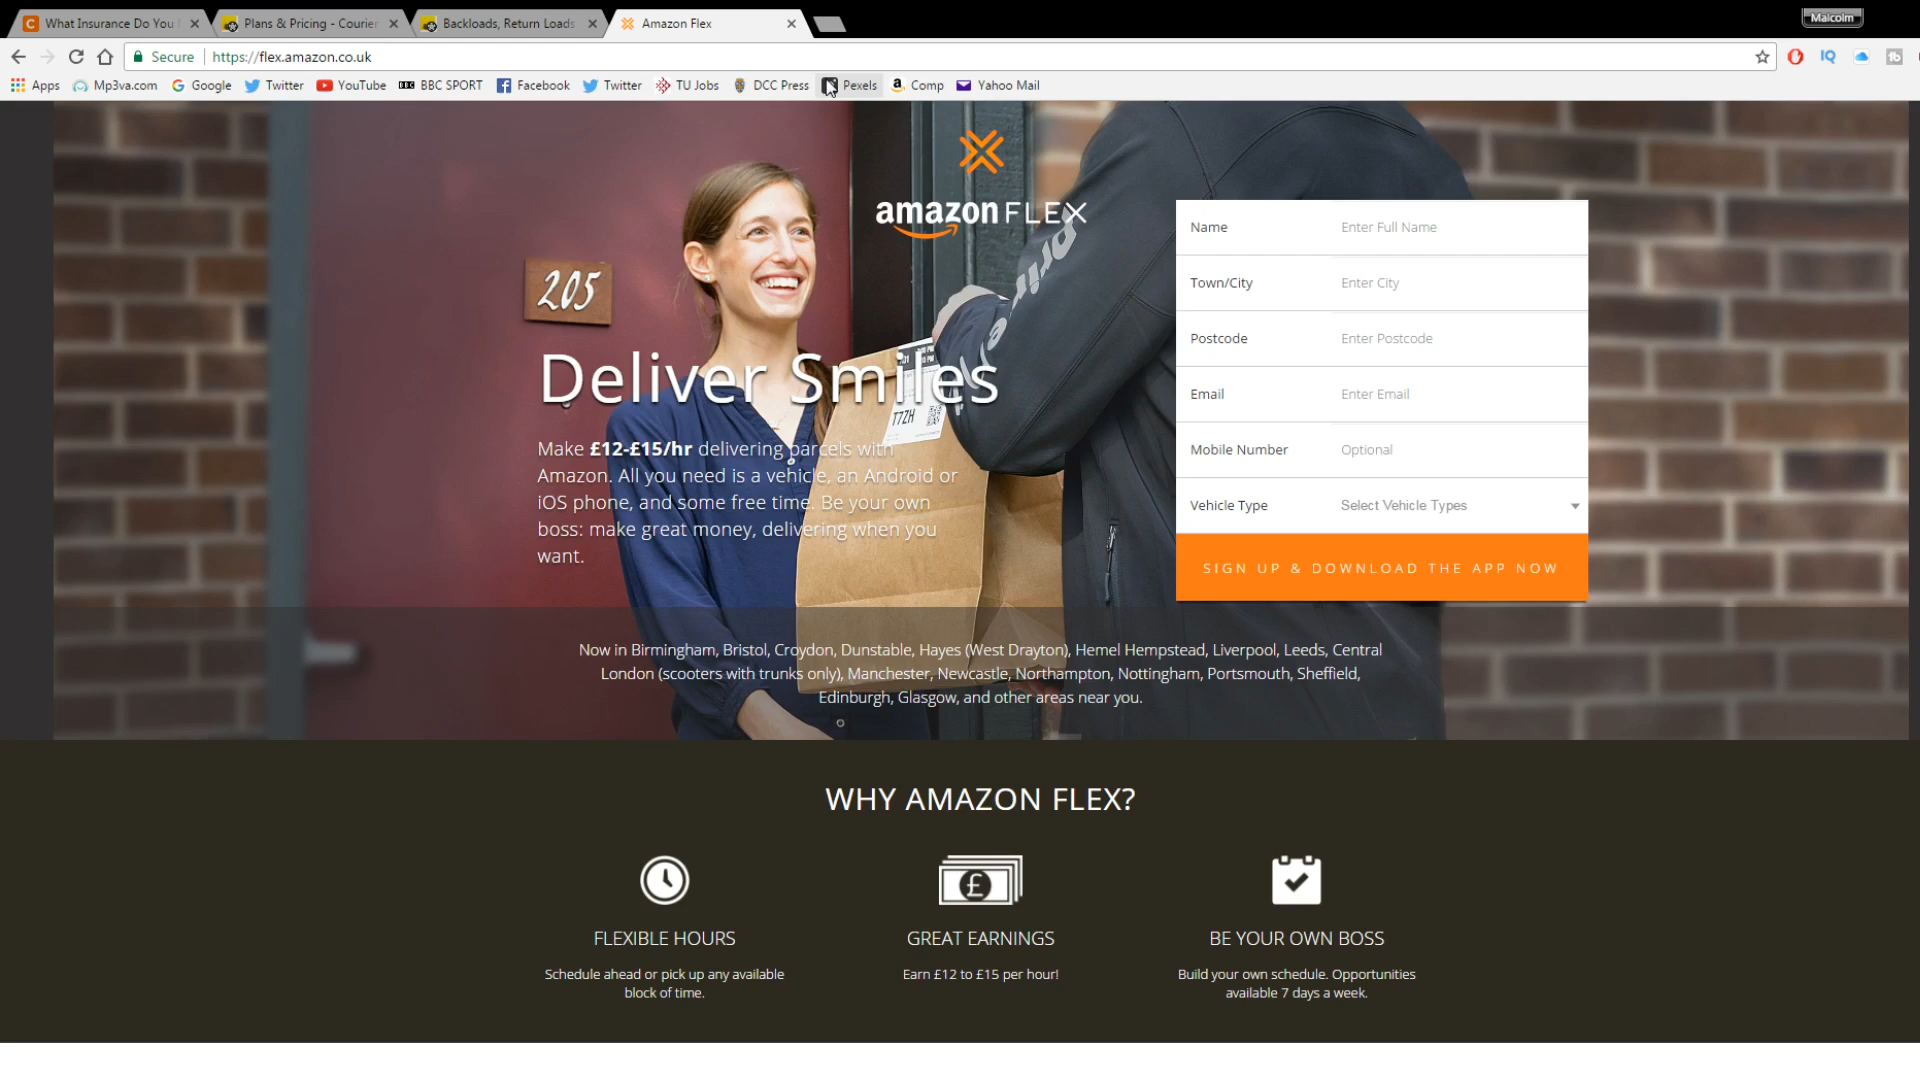 What Insurance Do You
Plans & Pricing - Courier
Backloads, Return Loads
Amazon Flex
Malcolm
Secure
https://flex.amazon.co.uk
Apps
Mp3va.com
Google
Twitter
YouTube
BBC SPORT
Facebook
Twitter
TU Jobs
DCC Press
Pexels
Comp
Yahoo Mail
amazon FLEX
205
T7ZH
Deliver Smiles
Make £12-£15/hr delivering parcels with
Amazon. All you need is a vehicle, an Android or
iOS phone, and some free time. Be your own
boss: make great money, delivering when you
want.
Name Enter Full Name
Town/City Enter City
Postcode Enter Postcode
Email Enter Email
Mobile Number Optional
Vehicle Type Select Vehicle Types
SIGN UP & DOWNLOAD THE APP NOW
Now in Birmingham, Bristol, Croydon, Dunstable, Hayes (West Drayton), Hemel Hempstead, Liverpool, Leeds, Central
London (scooters with trunks only), Manchester, Newcastle, Northampton, Nottingham, Portsmouth, Sheffield,
Edinburgh, Glasgow, and other areas near you.
WHY AMAZON FLEX?
FLEXIBLE HOURS
Schedule ahead or pick up any available
block of time.
£
GREAT EARNINGS
Earn £12 to £15 per hour!
BE YOUR OWN BOSS
Build your own schedule. Opportunities
available 7 days a week.